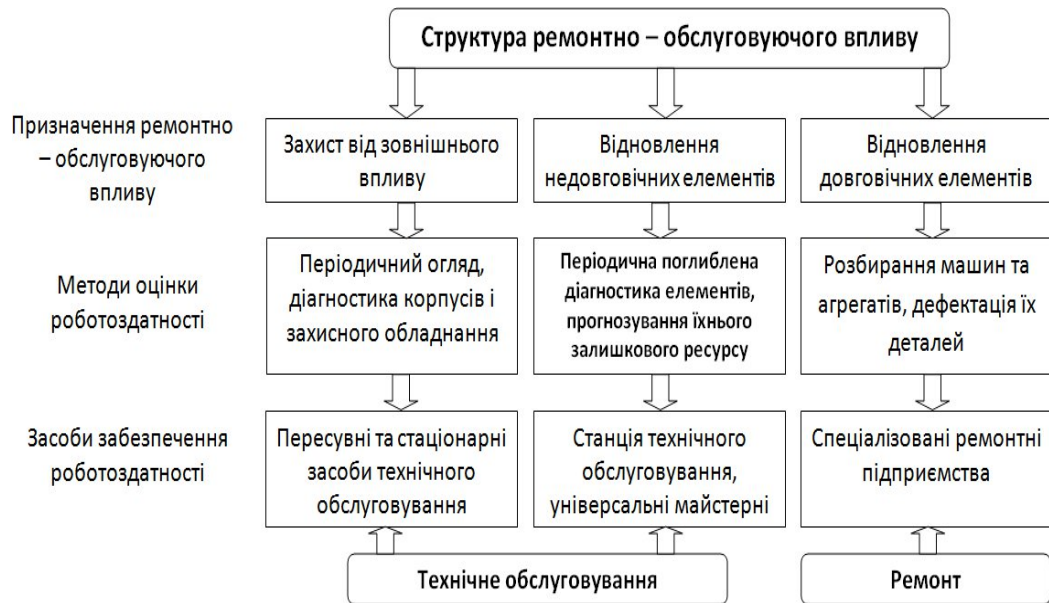 Структура ремонтно – обслуговуючого впливу
Призначення ремонтно
– обслуговуючого
впливу
Захист від зовнішнього
впливу
Відновлення
недовговічних елементів
Відновлення
довговічних елементів
Методи оцінки
роботоздатності
Періодичний огляд,
діагностика корпусів і
захисного обладнання
Періодична поглиблена
діагностика елементів,
прогнозування їхнього
залишкового ресурсу
Розбирання машин та
агрегатів, дефектація їх
деталей
Засоби забезпечення
роботоздатності
Пересувні та стаціонарні
засоби технічного
обслуговування
Станція технічного
обслуговування,
універсальні майстерні
Спеціалізовані ремонтні
підприємства
Технічне обслуговування
Ремонт